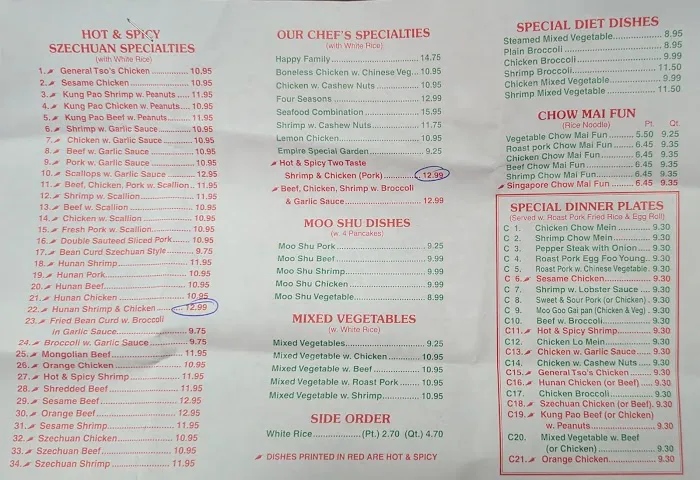 HOT & SPICY
SZECHUAN SPECIALTIES
(with White Rice)
1. General Tso's Chicken 10.95
2. Sesame Chicken 10.95
3. Kung Pao Shrimp w. Peanuts 11.95
4. Kung Pao Chicken w. Peanuts 10.95
5. Kung Pao Beef w. Peanuts 11.95
6. Shrimp w. Garlic Sauce 10.95
7. Chicken w. Garlic Sauce 10.95
8. Beef w. Garlic Sauce 10.95
9. Pork w. Garlic Sauce 10.95
10. Scallops w. Garlic Sauce 12.95
11. Beef, Chicken, Pork w. Scallion 11.95
12. Shrimp w. Scallion 11.95
13. Beef w. Scallion 10.95
14. Chicken w. Scallion 10.95
15. Fresh Pork w. Scallion 10.95
16. Double Sauteed Sliced Pork 10.95
17. Bean Curd Szechuan Style 9.75
18. Hunan Shrimp 11.95
19. Hunan Pork 10.95
20. Hunan Beef 10.95
21. Hunan Chicken 10.95
22. Hunan Shrimp & Chicken 12.99
23. Fried Bean Curd w. Broccoli
in Garlic Sauce 9.75
24. Broccoli w. Garlic Sauce 9.75
25. Mongolian Beef 11.95
26. Orange Chicken 10.95
27. Hot & Spicy Shrimp 11.95
28. Shredded Beef 11.95
29. Sesame Beef 12.95
30. Orange Beef 12.95
31. Sesame Shrimp 11.95
32. Szechuan Chicken 10.95
33. Szechuan Beef 10.95
34. Szechuan Shrimp 11.95
OUR CHEF'S SPECIALTIES
(with White Rice)
Happy Family 14.75
Boneless Chicken w. Chinese Veg. 10.95
Chicken w. Cashew Nuts 10.95
Four Seasons 12.99
Seafood Combination 15.95
Shrimp w. Cashew Nuts 11.75
Lemon Chicken 10.95
Empire Special Garden 9.25
Hot & Spicy Two Taste
Shrimp & Chicken (Pork) 12.99
Beef, Chicken, Shrimp w. Broccoli
& Garlic Sauce 12.99
MOO SHU DISHES
(w. 4 Pancakes)
Moo Shu Pork 9.25
Moo Shu Beef 9.99
Moo Shu Shrimp 9.99
Moo Shu Chicken 9.99
Moo Shu Vegetable 8.99
MIXED VEGETABLES
(w. White Rice)
Mixed Vegetables 9.25
Mixed Vegetable w. Chicken 10.95
Mixed Vegetable w. Beef 10.95
Mixed Vegetable w. Roast Pork 10.95
Mixed Vegetable w. Shrimp 10.95
SIDE ORDER
White Rice (Pt.) 2.70 (Qt.) 4.70
DISHES PRINTED IN RED ARE HOT & SPICY
SPECIAL DIET DISHES
Steamed Mixed Vegetable 8.95
Plain Broccoli 8.95
Chicken Broccoli 9.99
Shrimp Broccoli 11.50
Chicken Mixed Vegetable 9.99
Shrimp Mixed Vegetable 11.50
CHOW MAI FUN
(Rice Noodle) Pt. Qt.
Vegetable Chow Mai Fun 5.50 9.25
Roast pork Chow Mai Fun 6.45 9.35
Chicken Chow Mai Fun 6.45 9.35
Beef Chow Mai Fun 6.45 9.35
Shrimp Chow Mai Fun 6.45 9.35
Singapore Chow Mai Fun 6.45 9.35
SPECIAL DINNER PLATES
(Served w. Roast Pork Fried Rice & Egg Roll)
C 1. Chicken Chow Mein 9.30
C 2. Shrimp Chow Mein 9.30
C 3. Pepper Steak with Onion 9.30
C 4. Roast Pork Egg Foo Young 9.30
C 5. Roast Pork w. Chinese Vegetable 9.30
C 6. Sesame Chicken 9.30
C 7. Shrimp w. Lobster Sauce 9.30
C 8. Sweet & Sour Pork (or Chicken) 9.30
C 9. Moo Goo Gai pan (Chicken & Veg) 9.30
C10. Beef w. Broccoli 9.30
C11. Hot & Spicy Shrimp 9.30
C12. Chicken Lo Mein 9.30
C13. Chicken w. Garlic Sauce 9.30
C14. Chicken w. Cashew Nuts 9.30
C15. General Tso's Chicken 9.30
C16. Hunan Chicken (or Beef) 9.30
C17. Chicken Broccoli 9.30
C18. Szechuan Chicken (or Beef) 9.30
C19. Kung Pao Beef (or Chicken)
w. Peanuts 9.30
C20. Mixed Vegetable w. Beef
(or Chicken) 9.30
C21. Orange Chicken 9.30